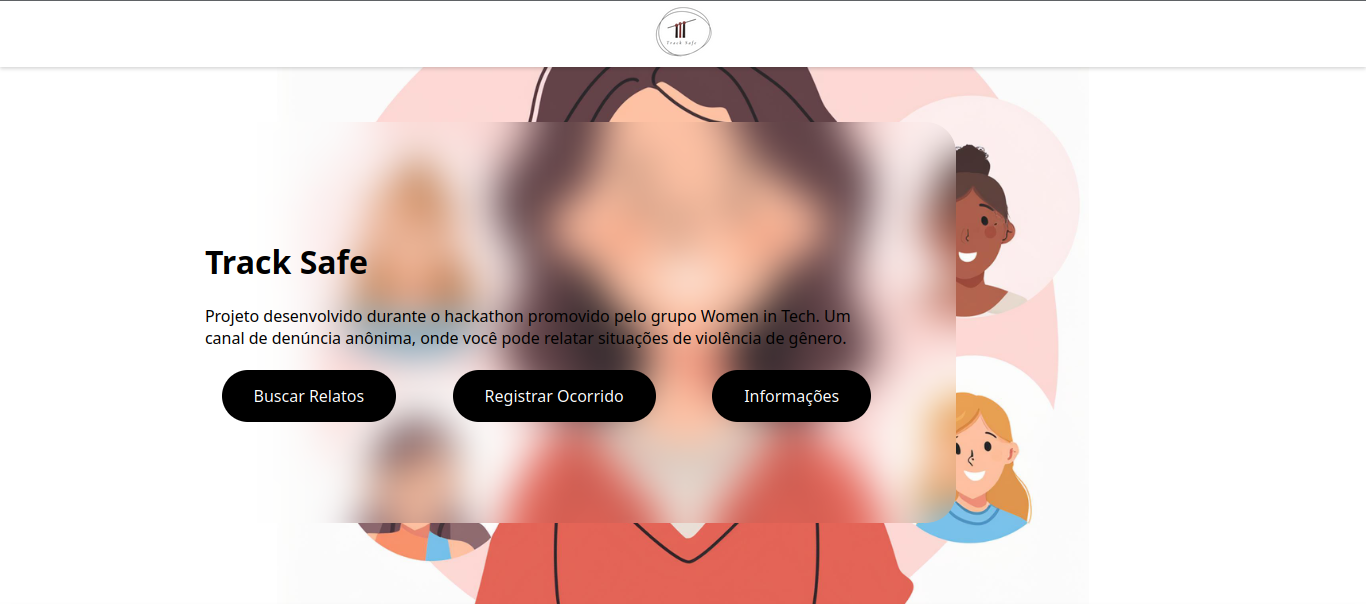 Track Safe
Track Safe
Projeto desenvolvido durante o hackathon promovido pelo grupo Women in Tech. Um
canal de denúncia anônima, onde você pode relatar situações de violência de gênero.
Buscar Relatos
Registrar Ocorrido
Informações